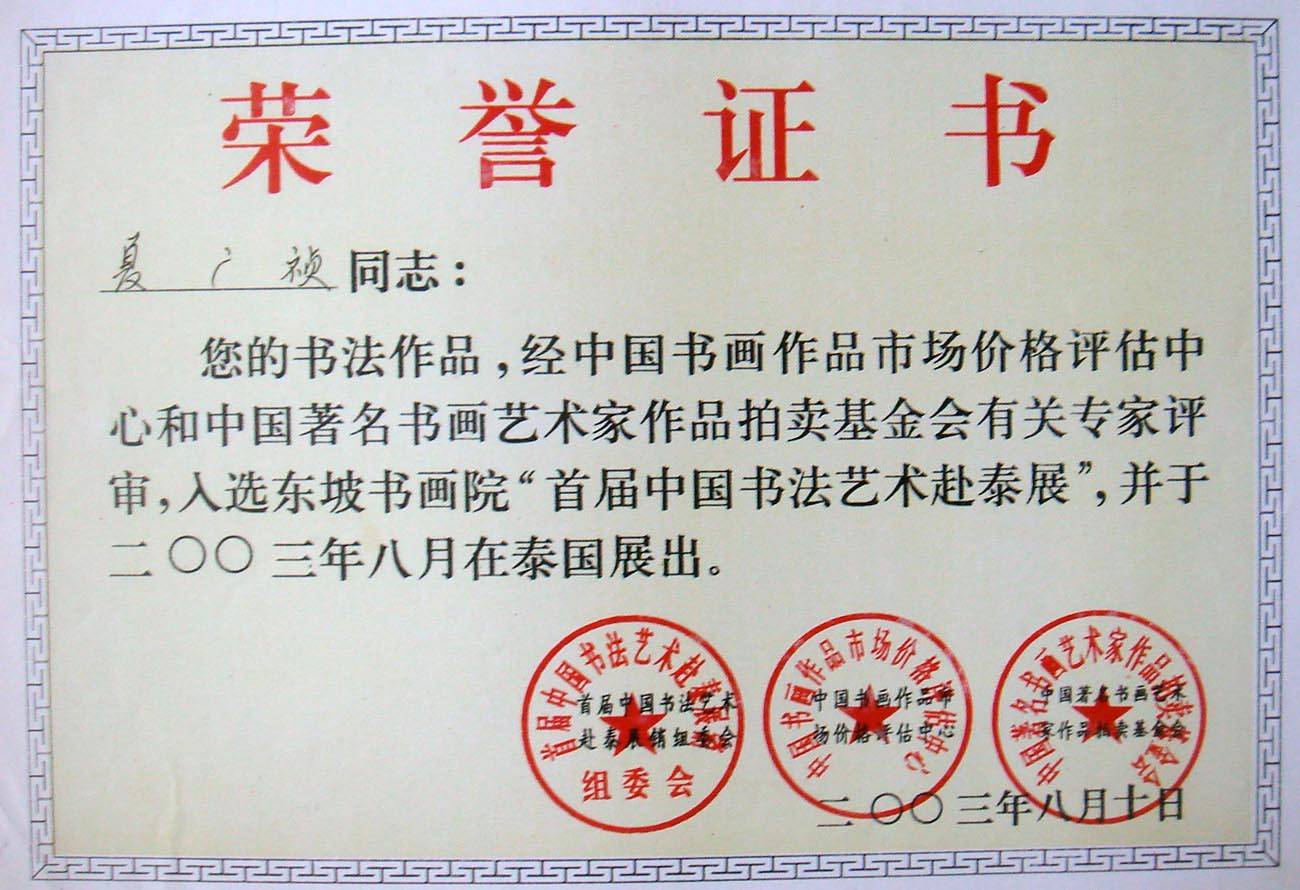 荣誉证书
夏广祯同志：
您的书法作品，经中国书画作品市场价格评估中
心和中国著名书画艺术家作品拍卖基金会有关专家评
审，入选东坡书画院“首届中国书法艺术赴泰展”，并于
二〇〇三年八月在泰国展出。
首届中国书法艺术赴泰展销
首届中国书法艺术
赴泰展销组委会
组委会
中国书画作品市场价格评估中心
中国书画作品市
场价格评估中心
中国著名书画艺术家作品拍卖基金会
中国著名书画艺术
家作品拍卖基金会
二〇〇三年八月十日